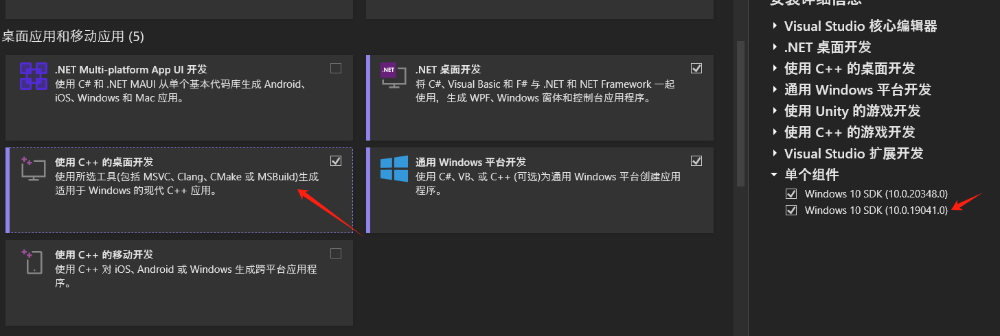 安装详细信息
桌面应用和移动应用 (5)
.NET Multi-platform App UI 开发
使用 C# 和 .NET MAUI 从单个基本代码库生成 Android、
iOS、Windows 和 Mac 应用。
.NET
.NET 桌面开发
将 C#、Visual Basic 和 F# 与 .NET 和 NET Framework 一起
使用，生成 WPF、Windows 窗体和控制台应用程序。
使用 C++ 的桌面开发
使用所选工具(包括 MSVC、Clang、CMake 或 MSBuild)生成
适用于 Windows 的现代 C++ 应用。
通用 Windows 平台开发
使用 C#、VB、或 C++ (可选)为通用 Windows 平台创建应用
程序。
使用 C++ 的移动开发
使用 C++ 对 iOS、Android 或 Windows 生成跨平台应用程
序。
Visual Studio 核心编辑器
.NET 桌面开发
使用 C++ 的桌面开发
通用 Windows 平台开发
使用 Unity 的游戏开发
使用 C++ 的游戏开发
Visual Studio 扩展开发
单个组件
Windows 10 SDK (10.0.20348.0)
Windows 10 SDK (10.0.19041.0)